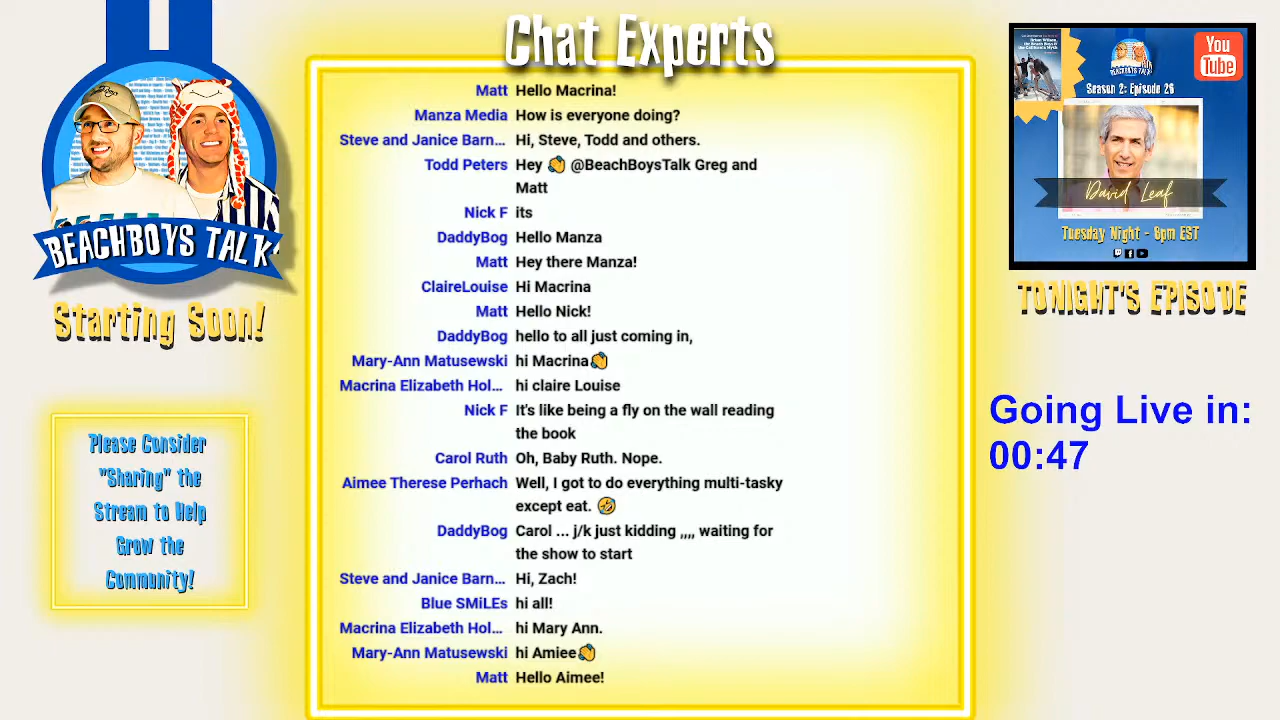 Chat Experts
BEACHBOYS TALK
Starting Soon!
Please Consider
"Sharing" the
Stream to Help
Grow the
Community!
Matt Hello Macrina!
Manza Media How is everyone doing?
Steve and Janice Barn... Hi, Steve, Todd and others.
Todd Peters Hey 👏 @BeachBoysTalk Greg and
Matt
Nick F its
DaddyBog Hello Manza
Matt Hey there Manza!
ClaireLouise Hi Macrina
Matt Hello Nick!
DaddyBog hello to all just coming in,
Mary-Ann Matusewski hi Macrina👏
Macrina Elizabeth Hol... hi claire Louise
Nick F It's like being a fly on the wall reading
the book
Carol Ruth Oh, Baby Ruth. Nope.
Aimee Therese Perhach Well, I got to do everything multi-tasky
except eat. 🤣
DaddyBog Carol ... j/k just kidding ,,,, waiting for
the show to start
Steve and Janice Barn... Hi, Zach!
Blue SMiLEs hi all!
Macrina Elizabeth Hol... hi Mary Ann.
Mary-Ann Matusewski hi Amiee👏
Matt Hello Aimee!
You
Tube
Season 2: Episode 26
David Leaf
Tuesday Night - 8pm EST
TONIGHT'S EPISODE
Going Live in:
00:47